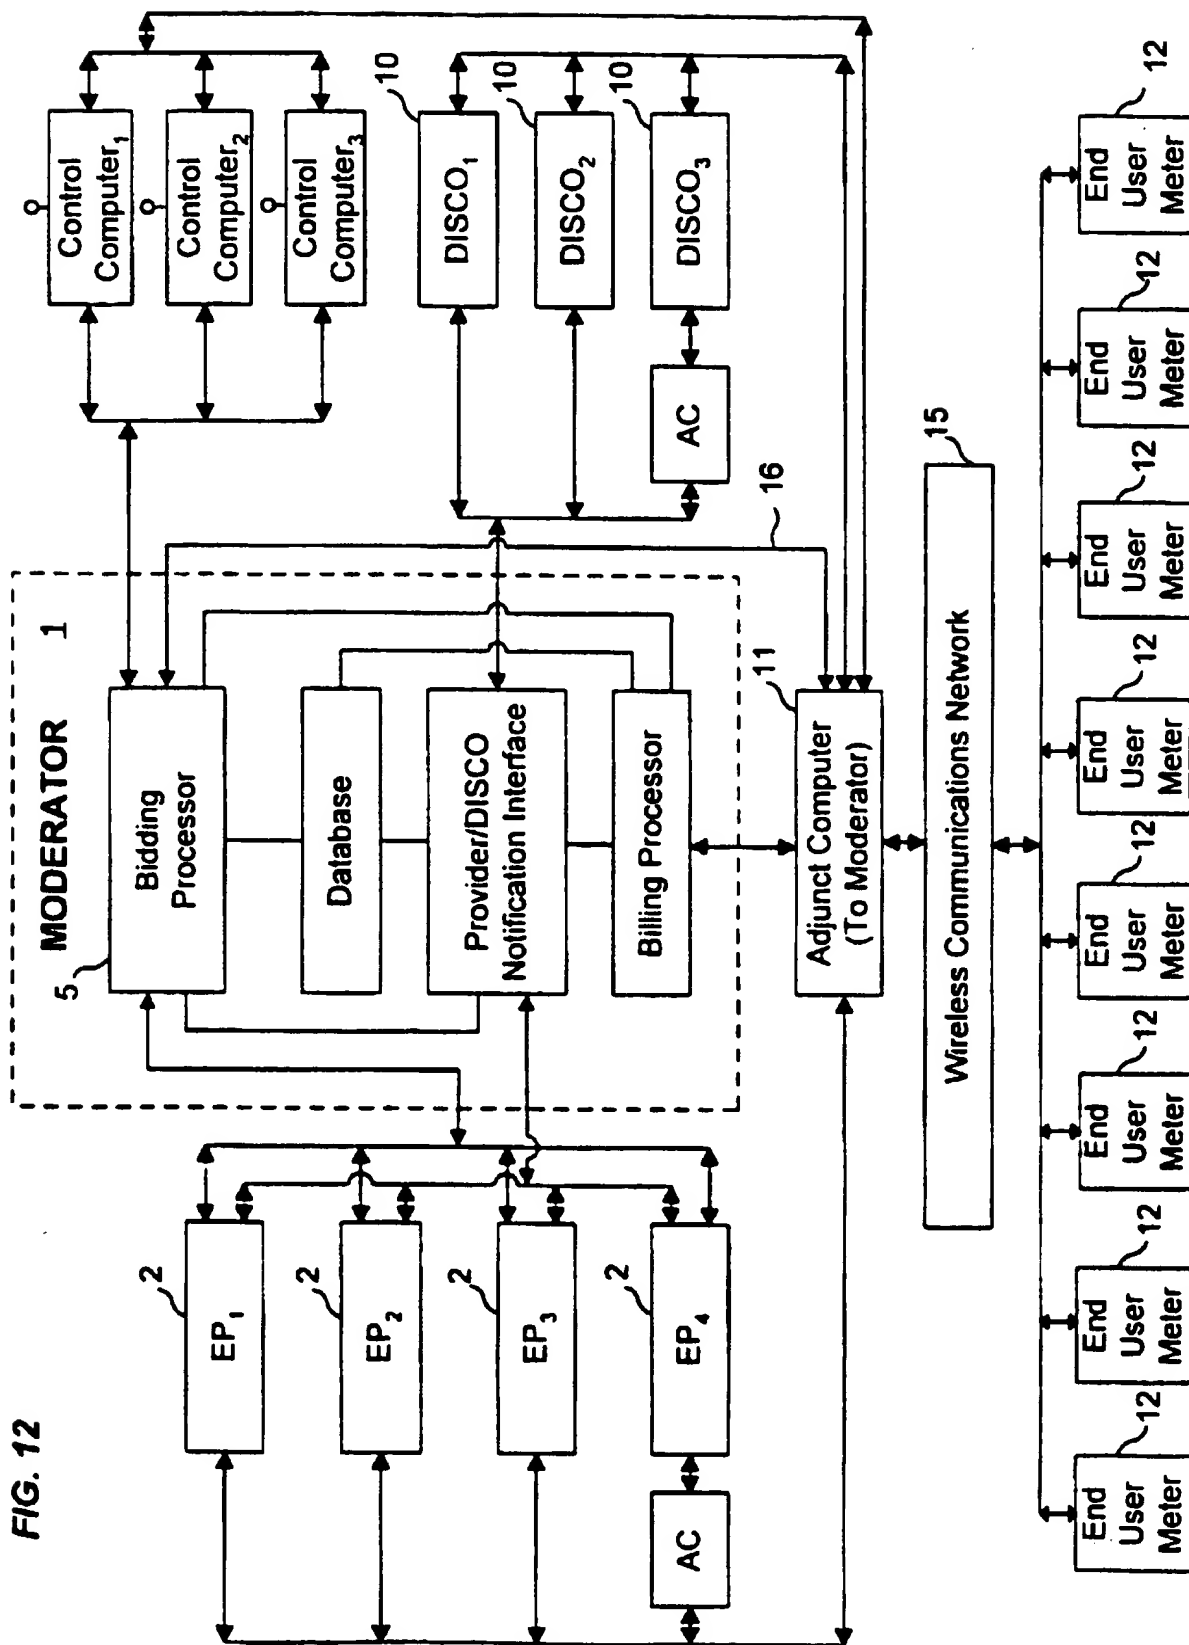 FIG. 12
MODERATOR
1
5
Bidding
Processor
Database
Provider/DISCO
Notification Interface
Billing Processor
2
EP1
2
EP2
2
EP3
2
EP4
AC
Control
Computer1
Control
Computer2
Control
Computer3
10
DISCO1
10
DISCO2
10
DISCO3
AC
16
11
Adjunct Computer
(To Moderator)
15
Wireless Communications Network
12
End
User
Meter
12
End
User
Meter
12
End
User
Meter
12
End
User
Meter
12
End
User
Meter
12
End
User
Meter
12
End
User
Meter
12
End
User
Meter